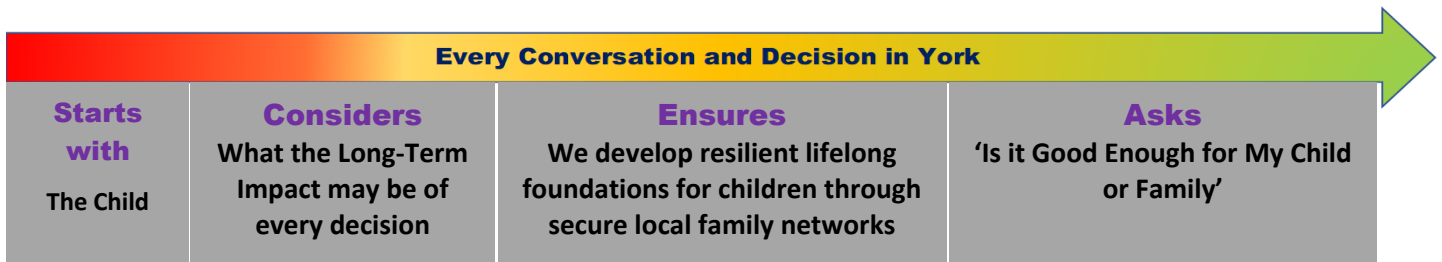 Every Conversation and Decision in York
Starts
with
The Child
Considers
What the Long-Term
Impact may be of
every decision
Ensures
We develop resilient lifelong
foundations for children through
secure local family networks
Asks
‘Is it Good Enough for My Child
or Family’